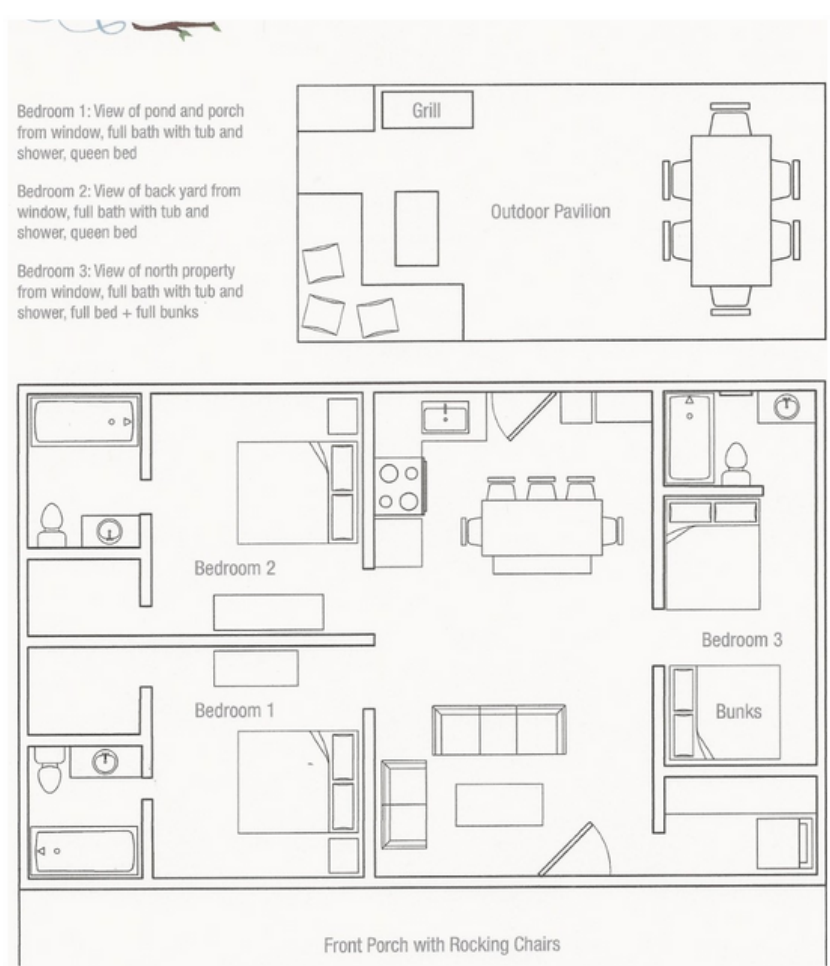 Bedroom 1: View of pond and porch
from window, full bath with tub and
shower, queen bed
Bedroom 2: View of back yard from
window, full bath with tub and
shower, queen bed
Bedroom 3: View of north property
from window, full bath with tub and
shower, full bed + full bunks
Grill
Outdoor Pavilion
Bedroom 2
Bedroom 3
Bedroom 1
Bunks
Front Porch with Rocking Chairs